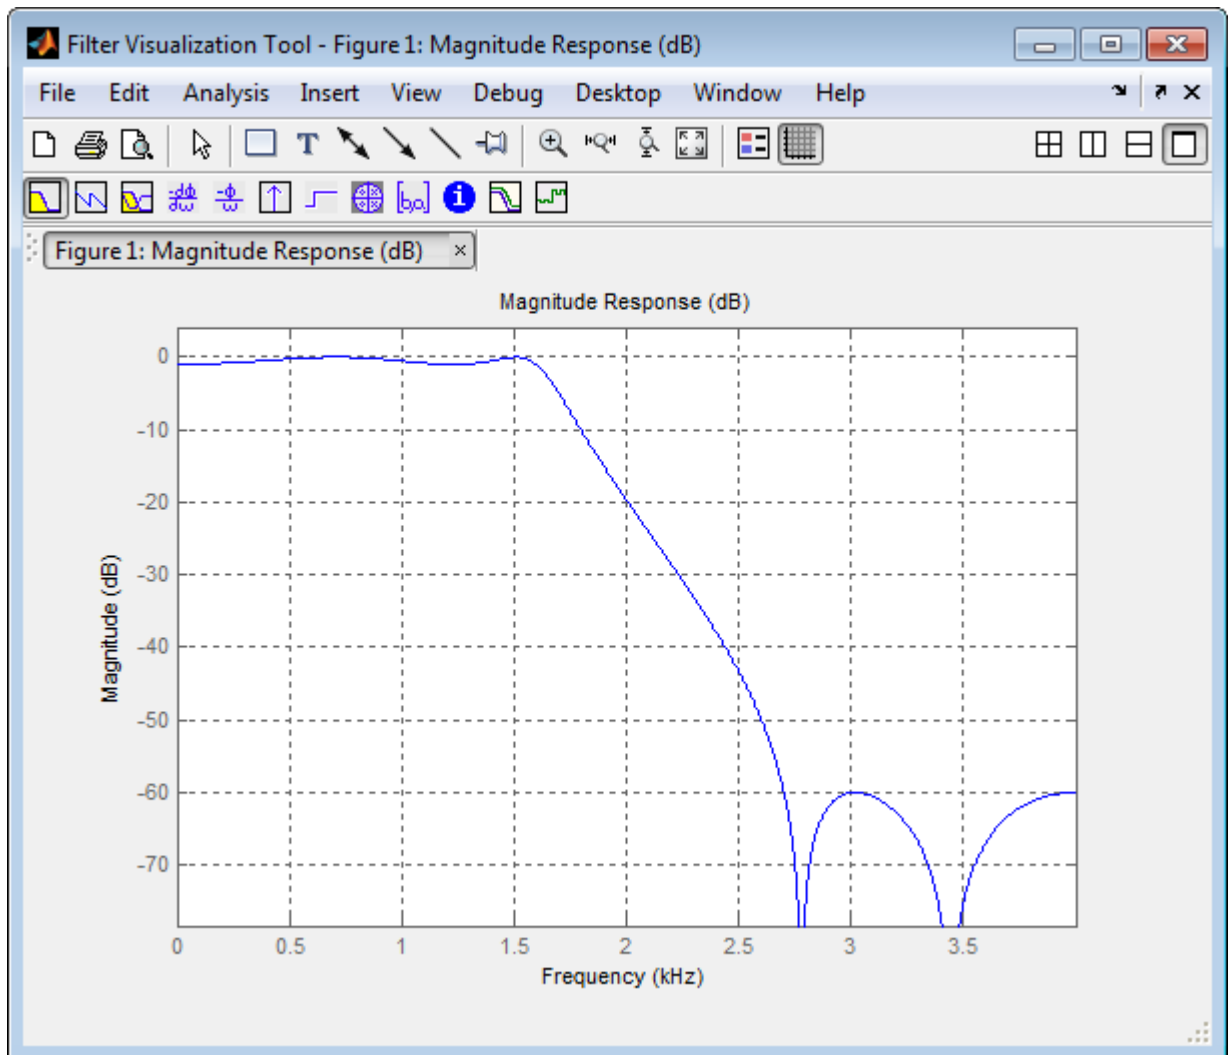 Filter Visualization Tool - Figure 1: Magnitude Response (dB)
File Edit Analysis Insert View Debug Desktop Window Help
T
[b,a] i
Figure 1: Magnitude Response (dB) ×
Magnitude Response (dB)
0
-10
-20
-30
-40
-50
-60
-70
Magnitude (dB)
0 0.5 1 1.5 2 2.5 3 3.5
Frequency (kHz)